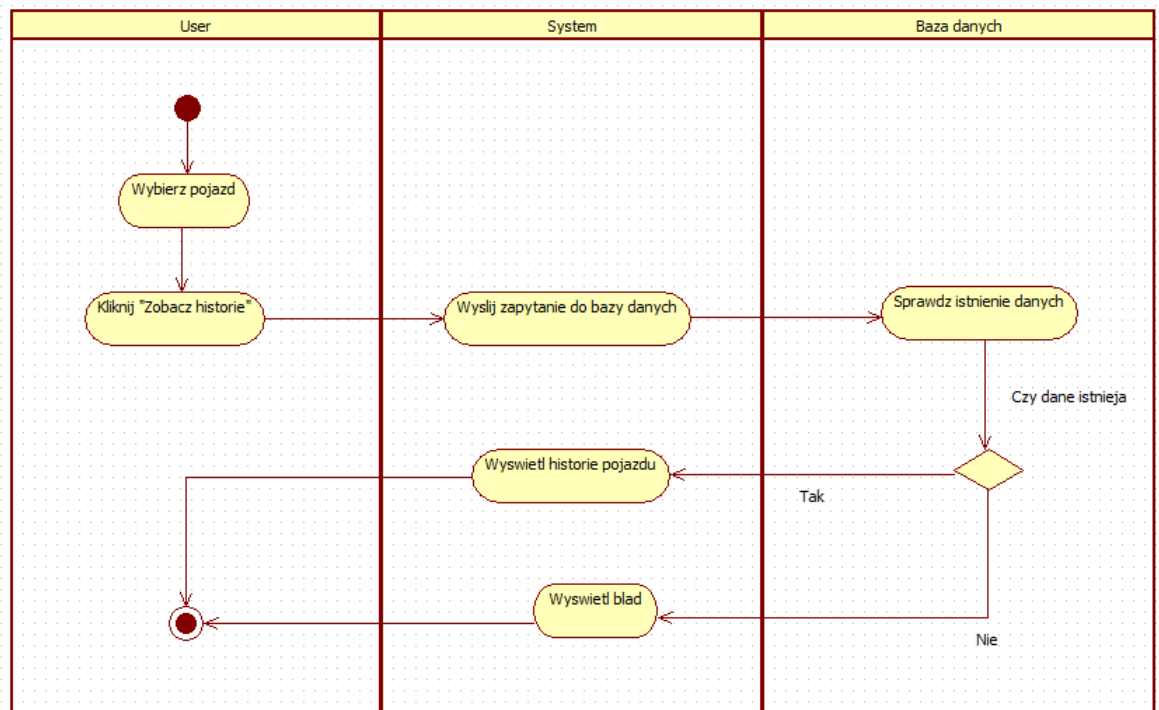 User
System
Baza danych
Wybierz pojazd
Kliknij "Zobacz historie"
Wyslij zapytanie do bazy danych
Sprawdz istnienie danych
Czy dane istnieja
Wyswietl historie pojazdu
Tak
Wyswietl blad
Nie